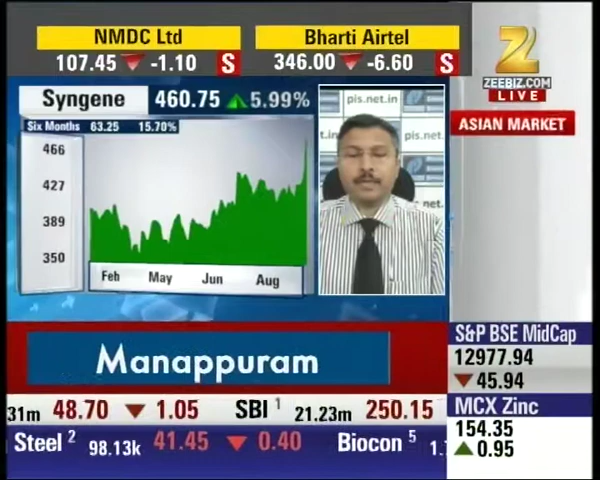 NMDC Ltd
107.45 ▼ -1.10 S
Bharti Airtel
346.00 ▼ -6.60 S
ZEEBIZ.COM
LIVE
Syngene 460.75 ▲ 5.99%
Six Months 63.25 15.70%
466
427
389
350
Feb May Jun Aug
pis.net.in
ASIAN MARKET
Manappuram
S&P BSE MidCap
12977.94
▼ 45.94
MCX Zinc
154.35
▲ 0.95
31m 48.70 ▼ 1.05 SBI 1 21.23m 250.15
Steel 2 98.13k 41.45 ▼ 0.40 Biocon 5 1.